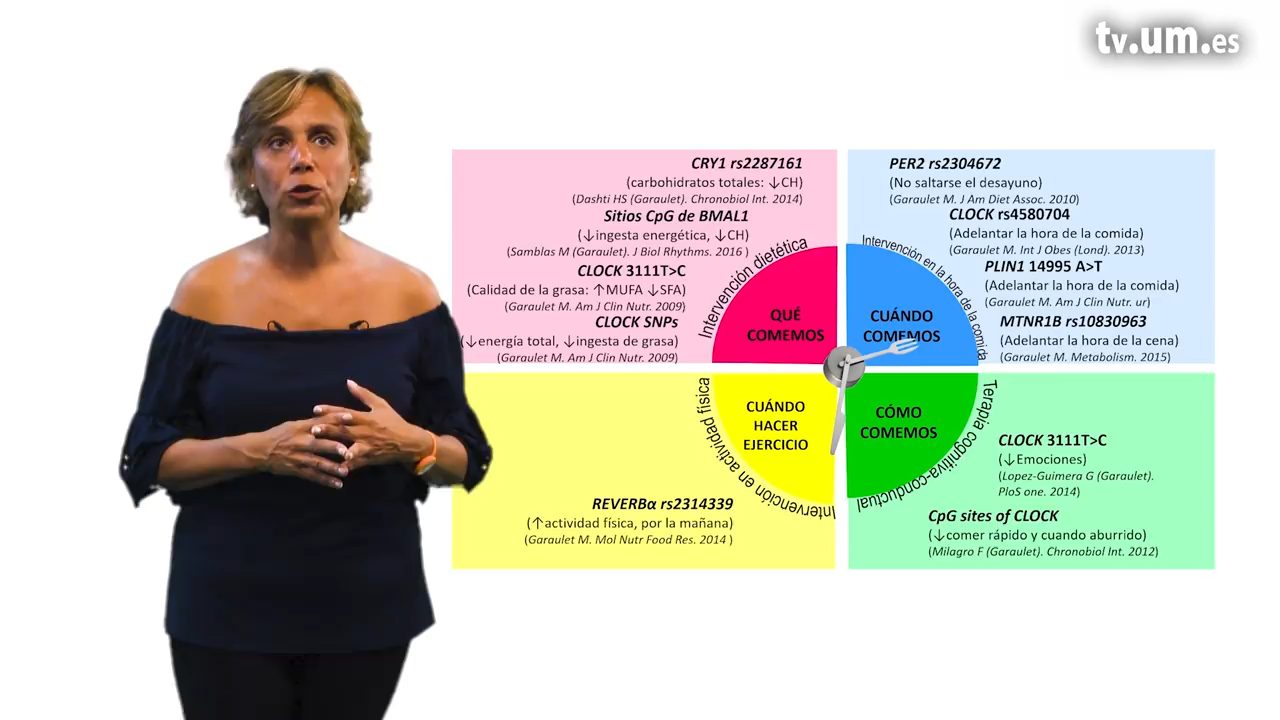 tv.um.es
CRY1 rs2287161
(carbohidratos totales: ↓CH)
(Dashti HS (Garaulet). Chronobiol Int. 2014)
Sitios CpG de BMAL1
(↓ingesta energética, ↓CH)
(Samblas M (Garaulet). J Biol Rhythms. 2016 )
CLOCK 3111T>C
(Calidad de la grasa: ↑MUFA ↓SFA)
(Garaulet M. Am J Clin Nutr. 2009)
CLOCK SNPs
(↓energía total, ↓ingesta de grasa)
(Garaulet M. Am J Clin Nutr. 2009)
Intervención dietética
QUÉ
COMEMOS
PER2 rs2304672
(No saltarse el desayuno)
(Garaulet M. J Am Diet Assoc. 2010)
CLOCK rs4580704
(Adelantar la hora de la comida)
(Garaulet M. Int J Obes (Lond). 2013)
PLIN1 14995 A>T
(Adelantar la hora de la comida)
(Garaulet M. Am J Clin Nutr. ur)
MTNR1B rs10830963
(Adelantar la hora de la cena)
(Garaulet M. Metabolism. 2015)
Intervención en la hora de la comida
CUÁNDO
COMEMOS
CUÁNDO
HACER
EJERCICIO
Intervención en actividad física
REVERBα rs2314339
(↑actividad física, por la mañana)
(Garaulet M. Mol Nutr Food Res. 2014 )
CÓMO
COMEMOS
Terapia cognitiva-conductual
CLOCK 3111T>C
(↓Emociones)
(Lopez-Guimera G (Garaulet).
PloS one. 2014)
CpG sites of CLOCK
(↓comer rápido y cuando aburrido)
(Milagro F (Garaulet). Chronobiol Int. 2012)